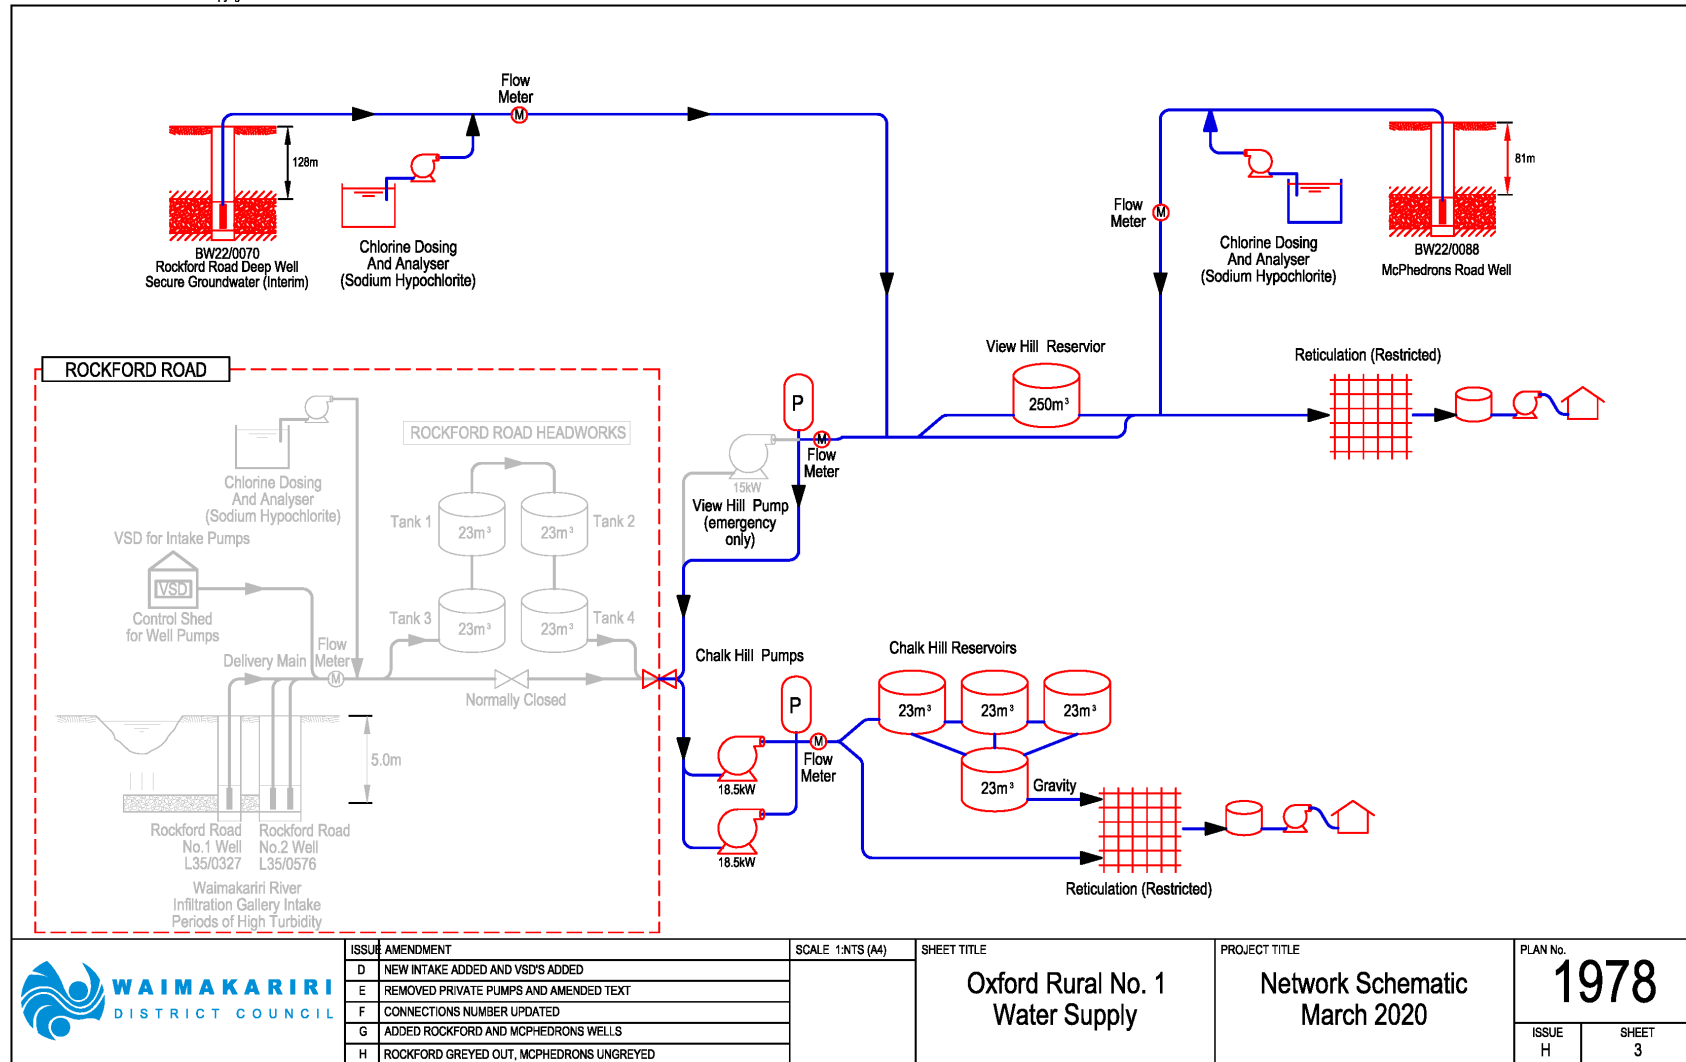 Flow
Meter
M
128m
BW22/0070
Rockford Road Deep Well
Secure Groundwater (Interim)
Chlorine Dosing
And Analyser
(Sodium Hypochlorite)
Flow
Meter
M
Chlorine Dosing
And Analyser
(Sodium Hypochlorite)
81m
BW22/0088
McPhedrons Road Well
View Hill Reservior
250m³
Reticulation (Restricted)
P
M
Flow
Meter
15kW
View Hill Pump
(emergency
only)
ROCKFORD ROAD
ROCKFORD ROAD HEADWORKS
Chlorine Dosing
And Analyser
(Sodium Hypochlorite)
Tank 1
23m³
23m³
Tank 2
VSD for Intake Pumps
VSD
Control Shed
for Well Pumps
Tank 3
23m³
23m³
Tank 4
Flow
Meter
Delivery Main
M
Normally Closed
5.0m
Rockford Road
No.1 Well
L35/0327
Rockford Road
No.2 Well
L35/0576
Waimakariri River
Infiltration Gallery Intake
Periods of High Turbidity
Chalk Hill Pumps
P
M
Flow
Meter
18.5kW
18.5kW
Chalk Hill Reservoirs
23m³
23m³
23m³
23m³
Gravity
Reticulation (Restricted)
WAIMAKARIRI
DISTRICT COUNCIL
ISSUE AMENDMENT
D NEW INTAKE ADDED AND VSD'S ADDED
E REMOVED PRIVATE PUMPS AND AMENDED TEXT
F CONNECTIONS NUMBER UPDATED
G ADDED ROCKFORD AND MCPHEDRONS WELLS
H ROCKFORD GREYED OUT, MCPHEDRONS UNGREYED
SCALE 1:NTS (A4)
SHEET TITLE
Oxford Rural No. 1
Water Supply
PROJECT TITLE
Network Schematic
March 2020
PLAN No.
1978
ISSUE
H
SHEET
3